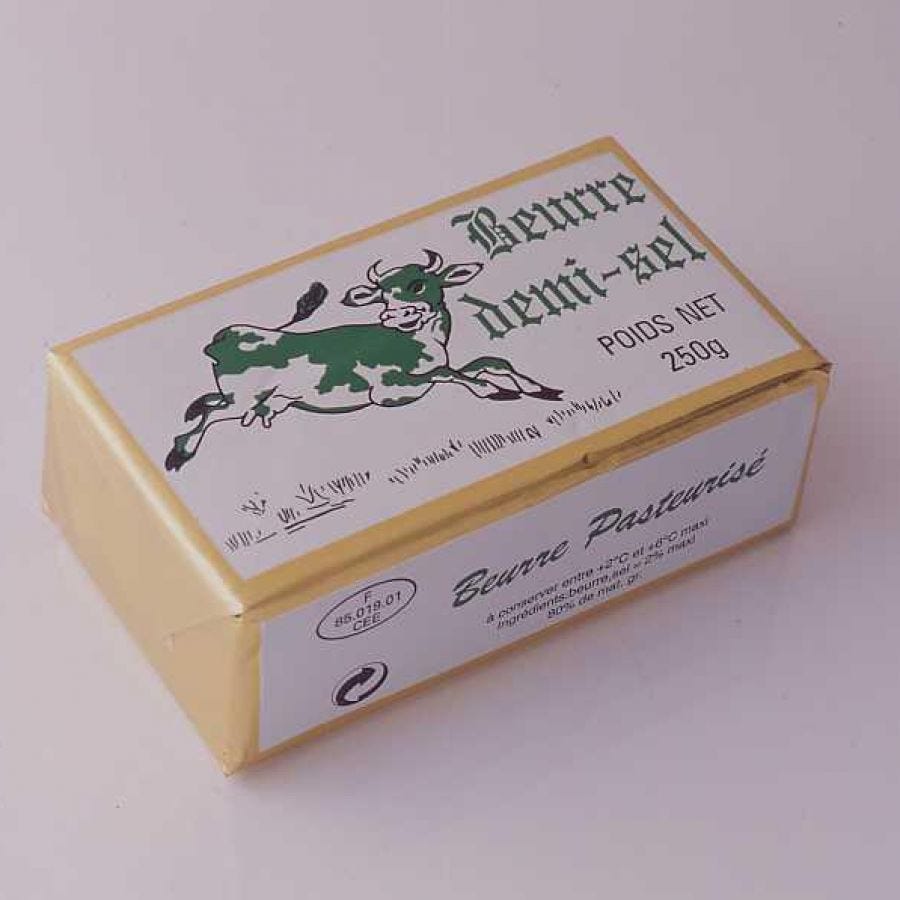 Beurre
demi-sel
POIDS NET
250g
Beurre Pasteurisé
à conserver entre +2°C et +6°C maxi
ingrédients:beurre,sel = 2% maxi
80% de mat. gr.
F
85.019.01
CEE